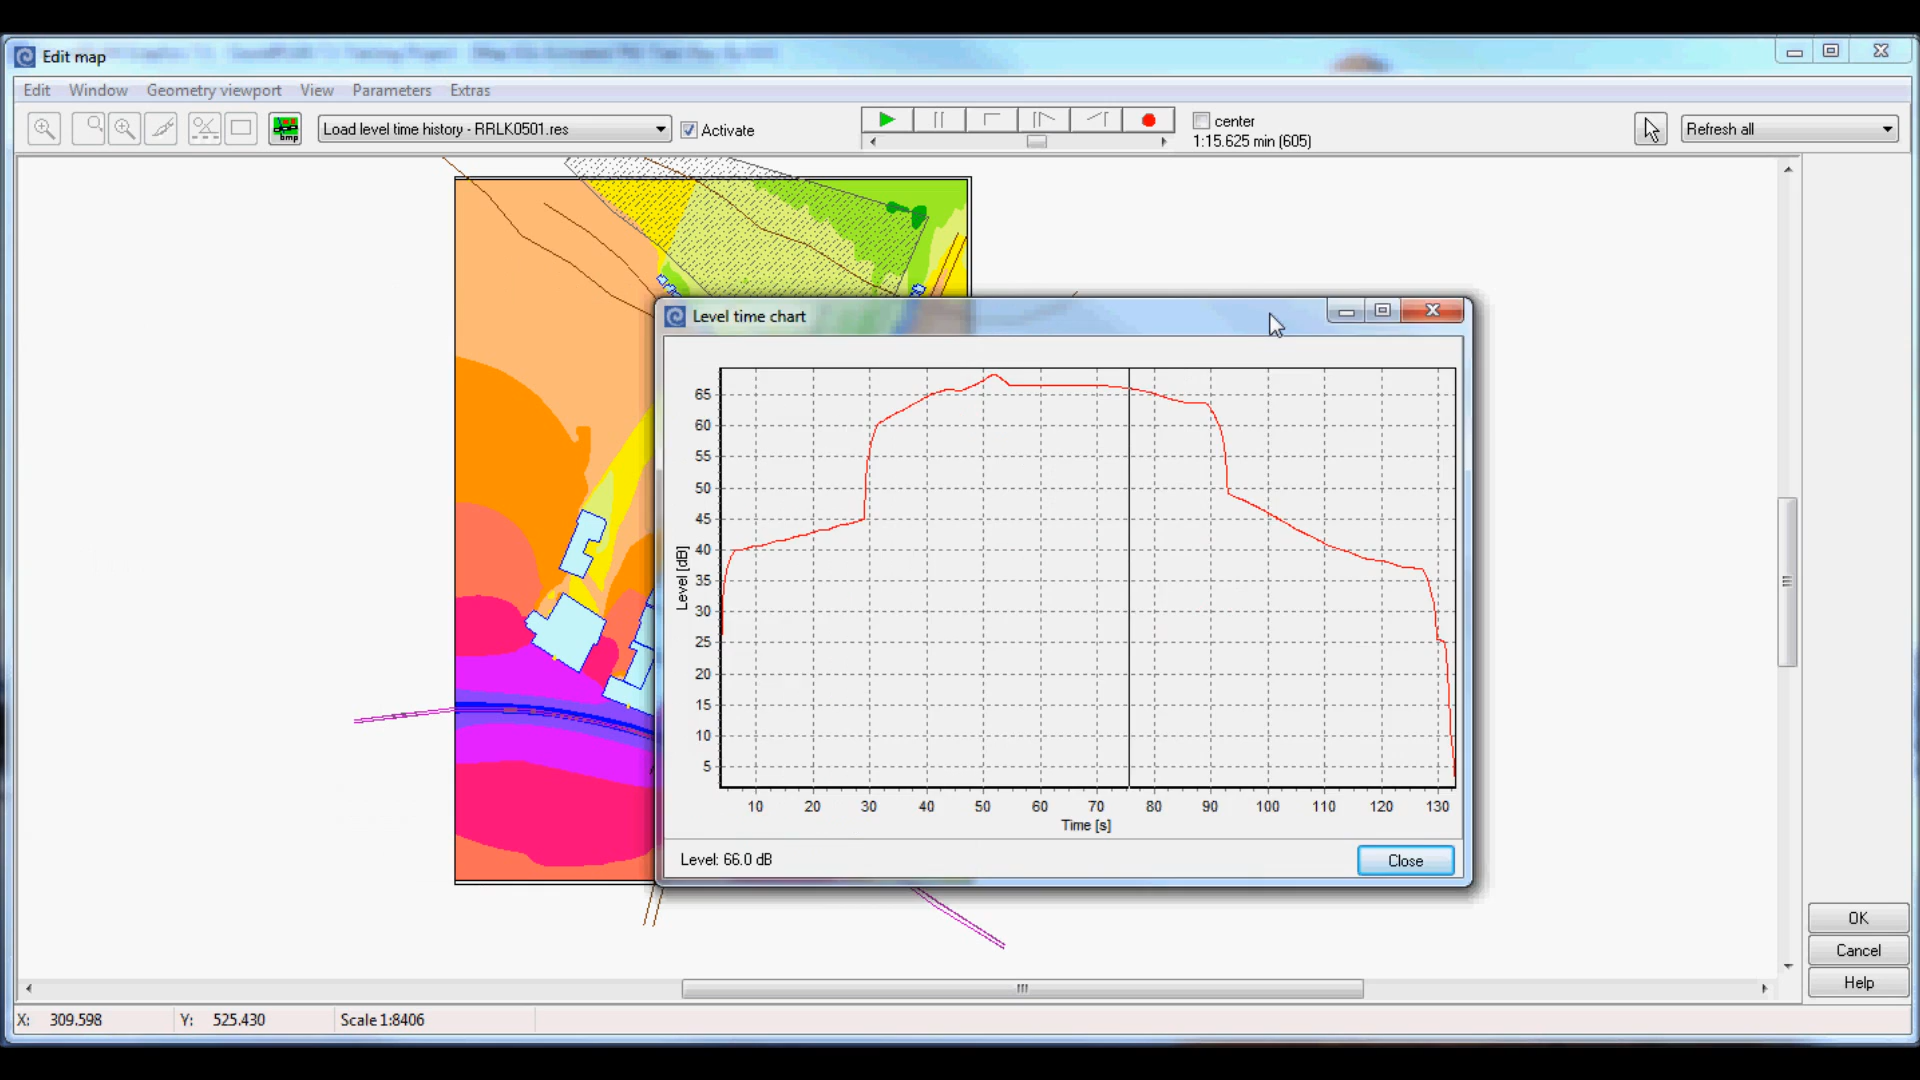 Edit map
Edit Window Geometry viewport View Parameters Extras
bmp
Load level time history - RRLK0501.res
Activate
center
1:15.625 min (605)
Refresh all
Level time chart
65
60
55
50
45
40
35
30
25
20
15
10
5
Level [dB]
10 20 30 40 50 60 70 80 90 100 110 120 130
Time [s]
Level: 66.0 dB
Close
OK
Cancel
Help
X: 309.598 Y: 525.430 Scale 1:8406